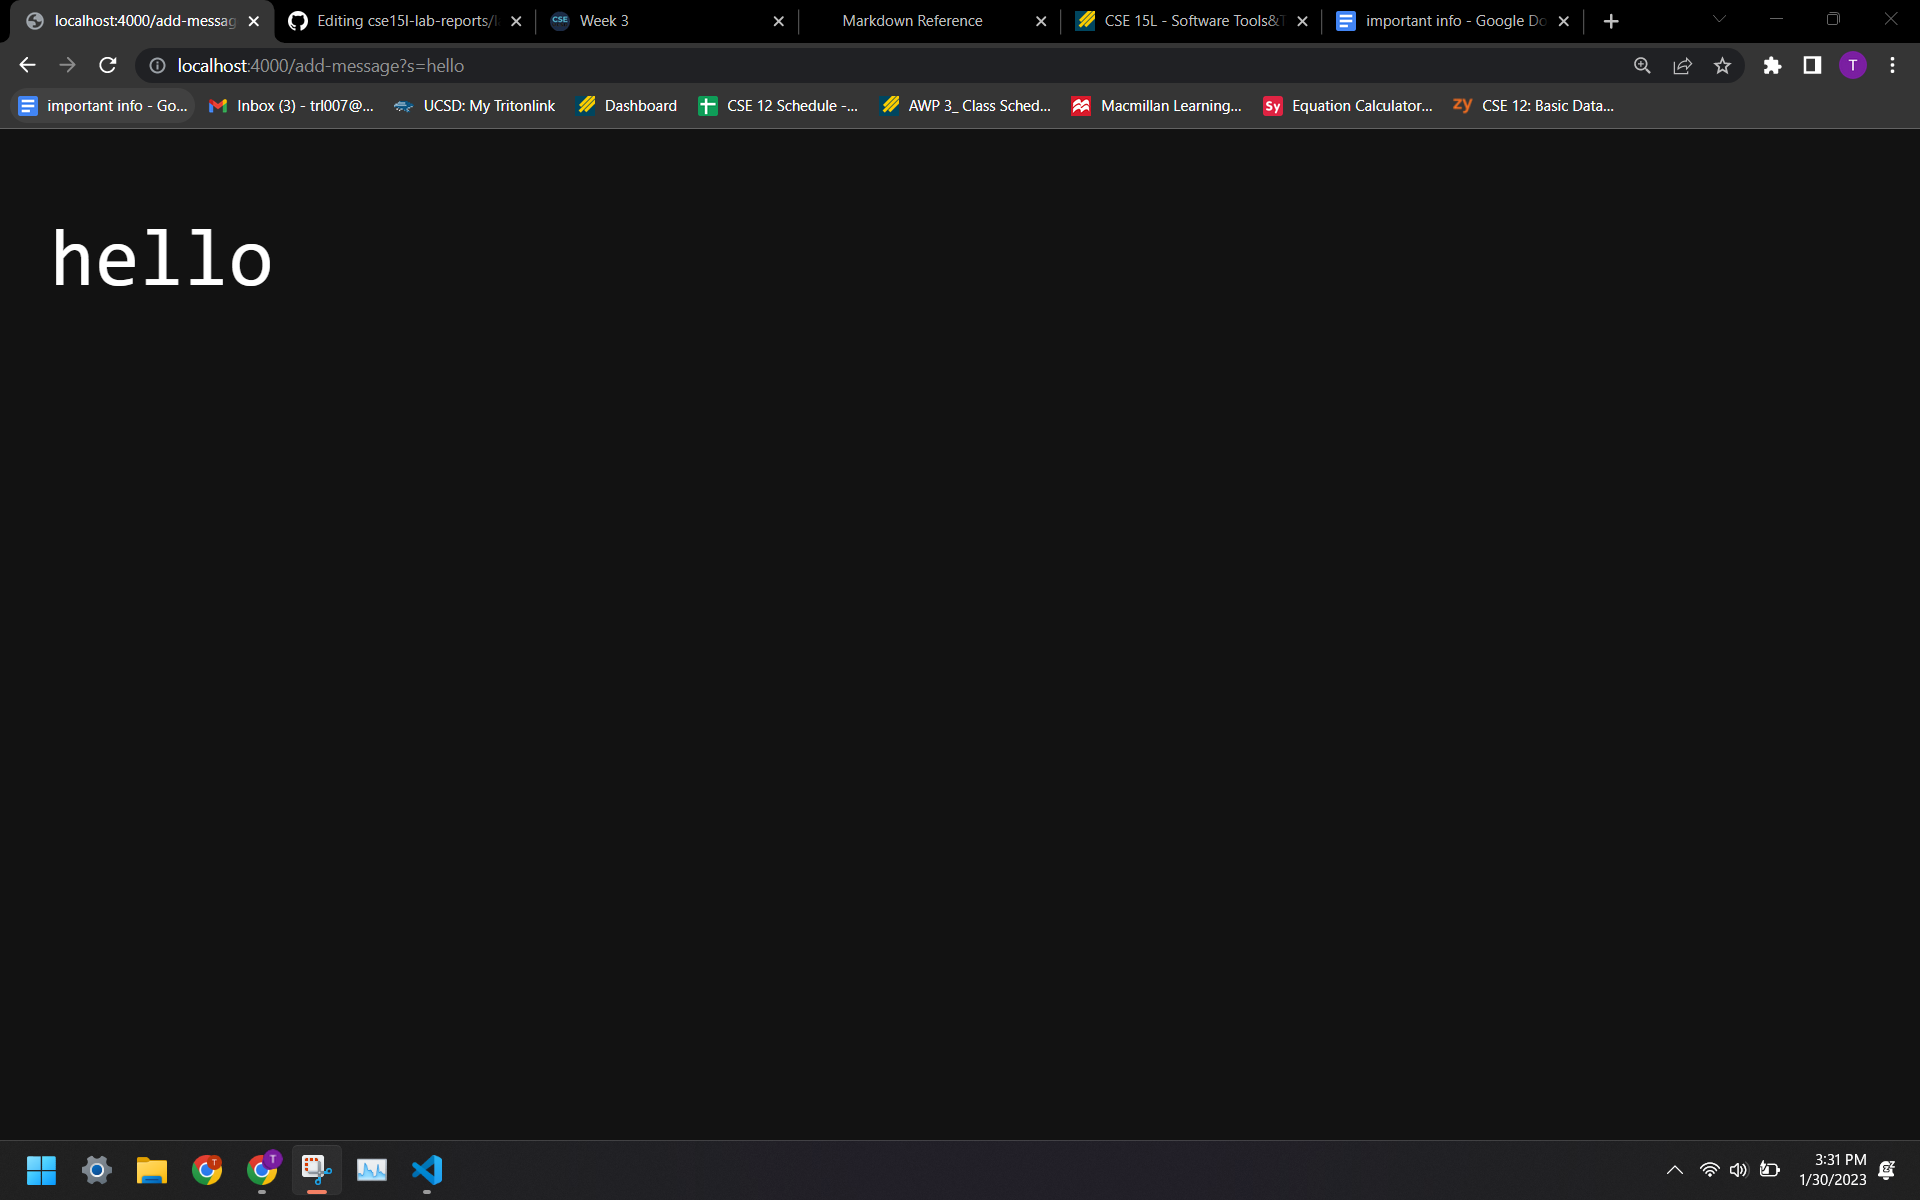 localhost:4000/add-messag
Editing cse15l-lab-reports/l
CSE
Week 3
Markdown Reference
CSE 15L - Software Tools&T
important info - Google Do
localhost:4000/add-message?s=hello
T
important info - Go...
Inbox (3) - trl007@...
UCSD: My Tritonlink
Dashboard
CSE 12 Schedule -...
AWP 3_ Class Sched...
Macmillan Learning...
Sy
Equation Calculator...
zy
CSE 12: Basic Data...
hello
T
T
3:31 PM
1/30/2023